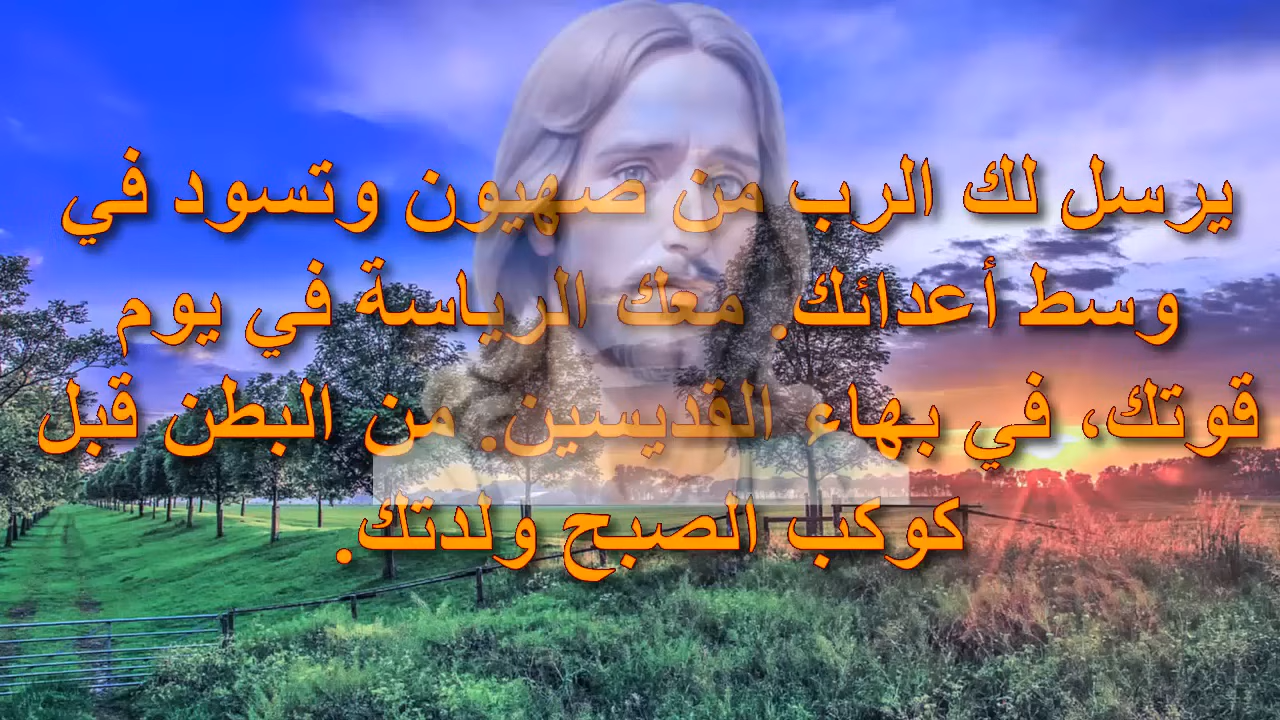 يرسل لك الرب من صهيون وتسود في
وسط أعدائك. معك الرياسة في يوم
قوتك، في بهاء القديسين. من البطن قبل
كوكب الصبح ولدتك.